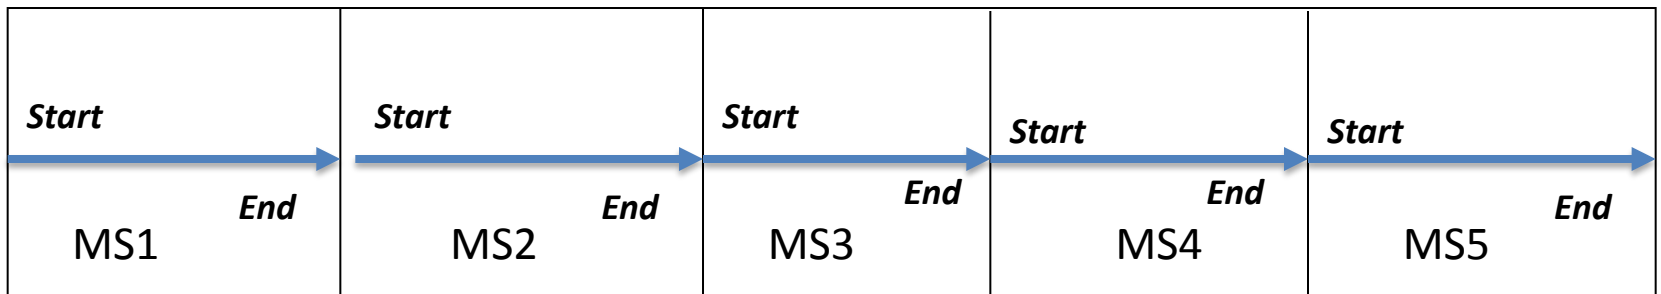 Start Start Start Start Start
End End End End End
MS1 MS2 MS3 MS4 MS5